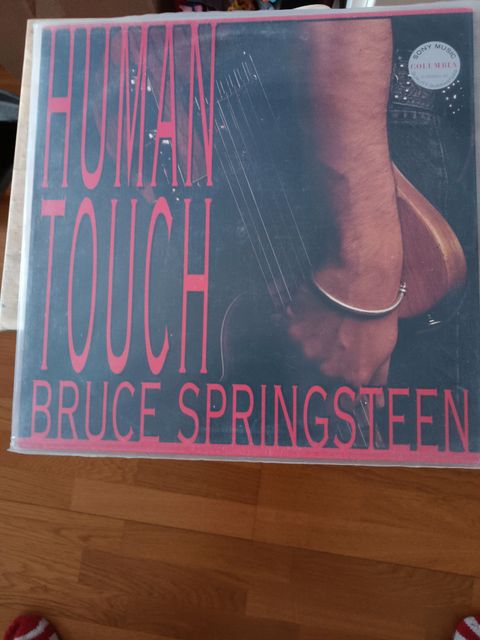 HUMAN
TOUCH
BRUCE SPRINGSTEEN
SONY MUSIC
COLUMBIA